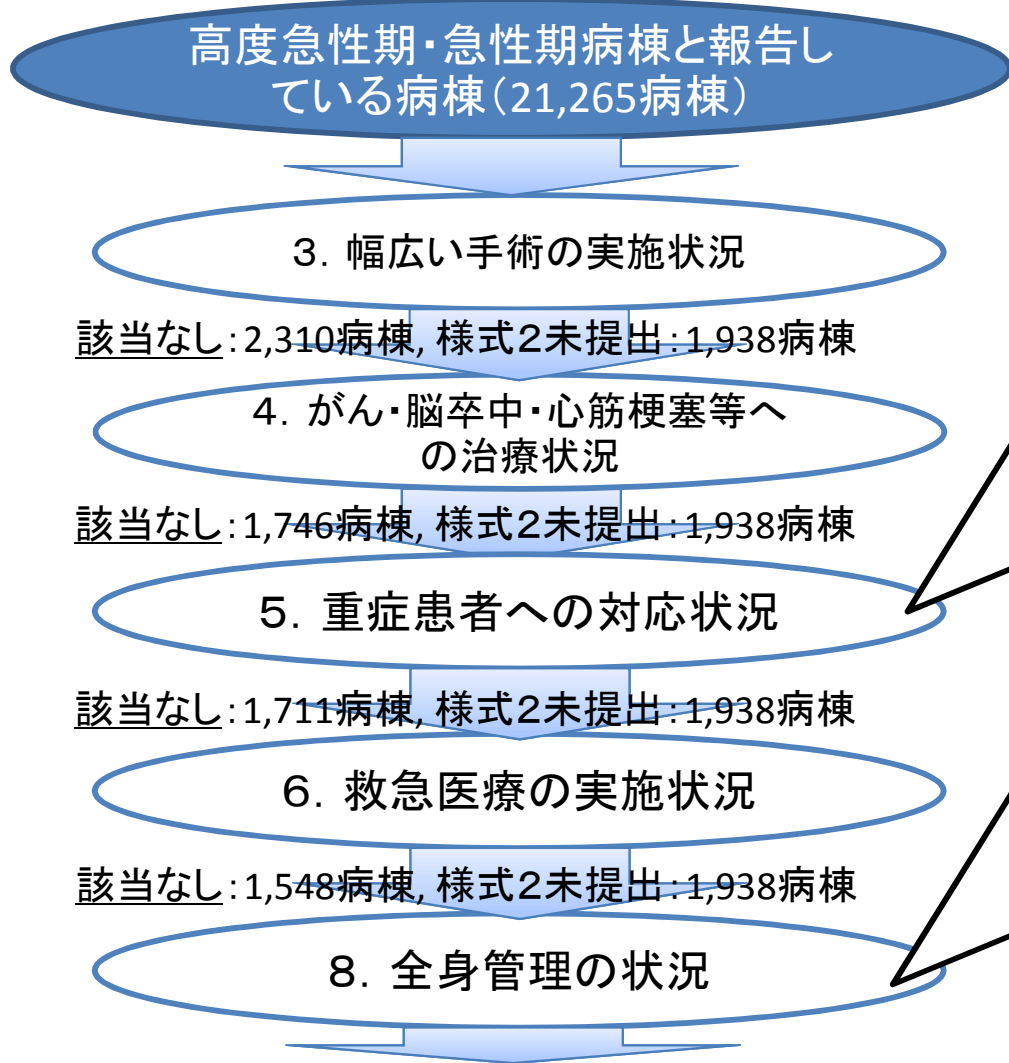 高度急性期・急性期病棟と報告し
ている病棟（21,265病棟）
３．幅広い手術の実施状況
該当なし：2,310病棟, 様式２未提出：1,938病棟
４．がん・脳卒中・心筋梗塞等へ
の治療状況
該当なし：1,746病棟, 様式２未提出：1,938病棟
５．重症患者への対応状況
該当なし：1,711病棟, 様式２未提出：1,938病棟
６．救急医療の実施状況
該当なし：1,548病棟, 様式２未提出：1,938病棟
８．全身管理の状況